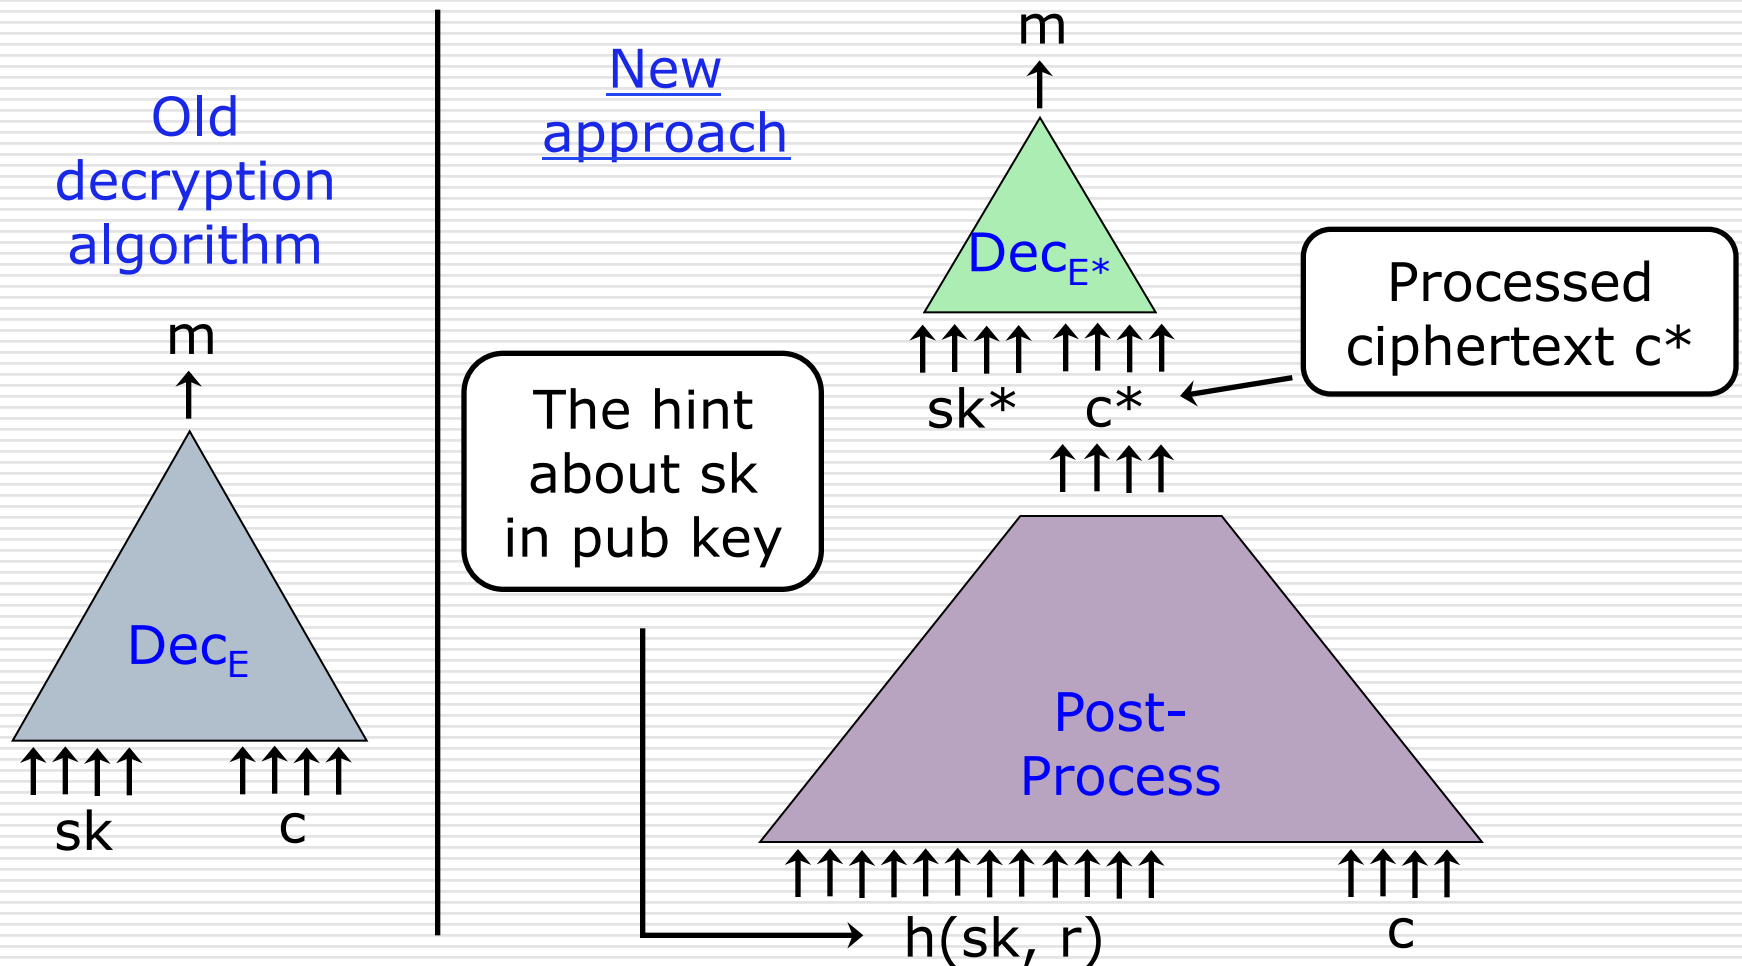 Old
decryption
algorithm
m
Dec_E
sk c
New
approach
m
Dec_E*
sk* c*
Processed
ciphertext c*
The hint
about sk
in pub key
Post-
Process
h(sk, r) c